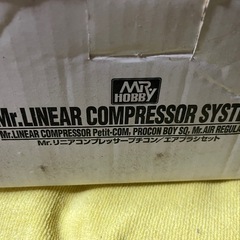 MR
HOBBY
Mr.LINEAR COMPRESSOR SYSTE
Mr.LINEAR COMPRESSOR Petit-COM, PROCON BOY SQ, Mr.AIR REGULA
Mr.リニアコンプレッサープチコン/エアブラシセット